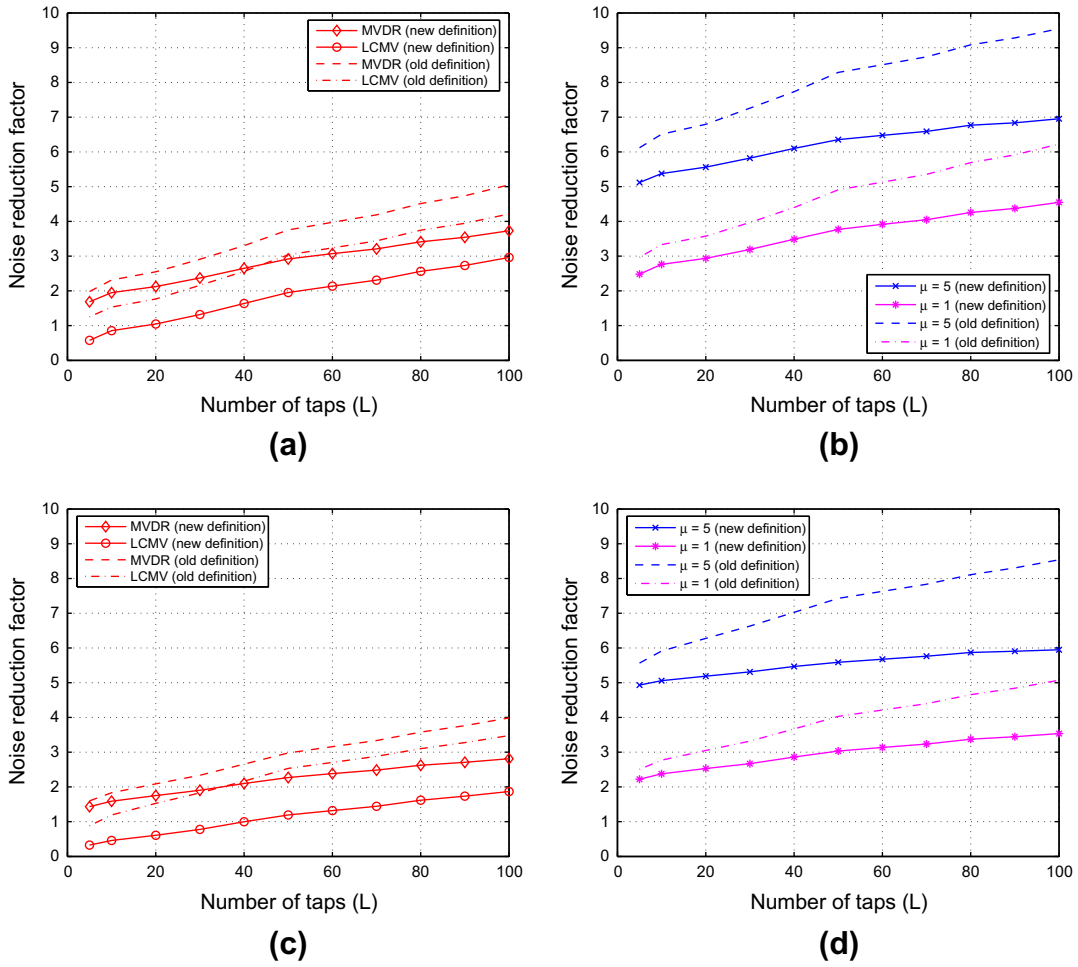 10
9
8
7
6
5
4
3
2
1
0
0 20 40 60 80 100
Noise reduction factor
Number of taps (L)
MVDR (new definition)
LCMV (new definition)
MVDR (old definition)
LCMV (old definition)
(a)
10
9
8
7
6
5
4
3
2
1
0
0 20 40 60 80 100
Noise reduction factor
Number of taps (L)
μ = 5 (new definition)
μ = 1 (new definition)
μ = 5 (old definition)
μ = 1 (old definition)
(b)
10
9
8
7
6
5
4
3
2
1
0
0 20 40 60 80 100
Noise reduction factor
Number of taps (L)
MVDR (new definition)
LCMV (new definition)
MVDR (old definition)
LCMV (old definition)
(c)
10
9
8
7
6
5
4
3
2
1
0
0 20 40 60 80 100
Noise reduction factor
Number of taps (L)
μ = 5 (new definition)
μ = 1 (new definition)
μ = 5 (old definition)
μ = 1 (old definition)
(d)